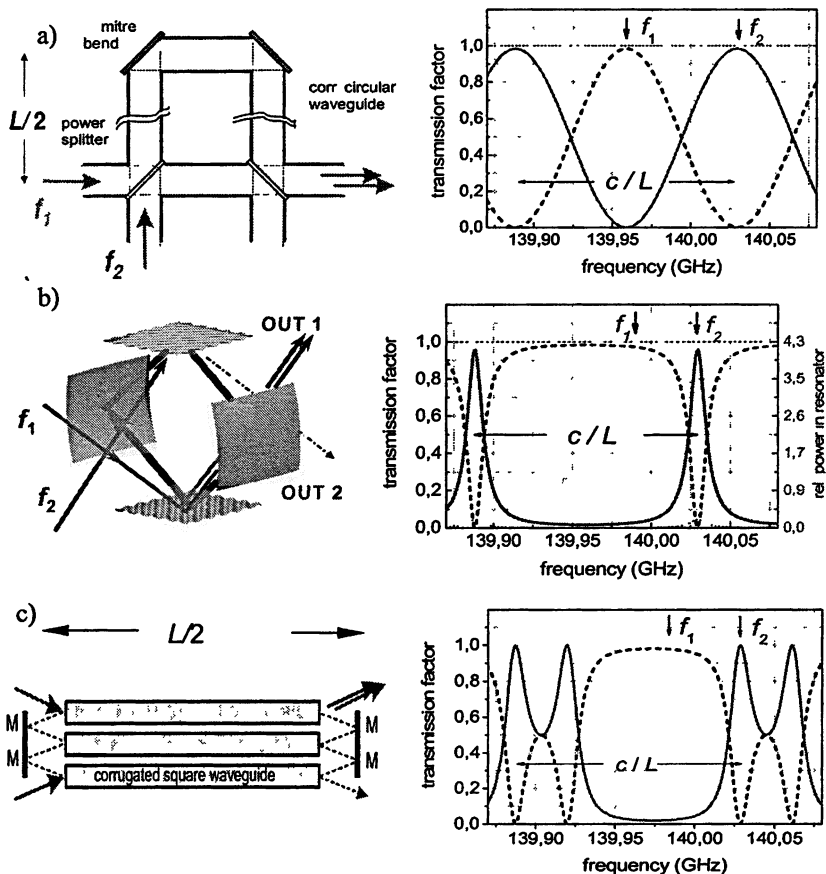 a)
mitre
bend
L/2
power
splitter
corr circular
waveguide
f1
f2
transmission factor
1,0
0,8
0,6
0,4
0,2
0,0
f1
f2
c / L
139,90
139,95
140,00
140,05
frequency (GHz)
b)
OUT 1
f1
f2
OUT 2
transmission factor
1,0
0,8
0,6
0,4
0,2
0,0
f1
f2
c / L
4,3
3,5
2,6
1,7
0,9
0,0
rel power in resonator
139,90
139,95
140,00
140,05
frequency (GHz)
c)
L/2
M
M
M
M
corrugated square waveguide
transmission factor
1,0
0,8
0,6
0,4
0,2
0,0
f1
f2
c / L
139,90
139,95
140,00
140,05
frequency (GHz)